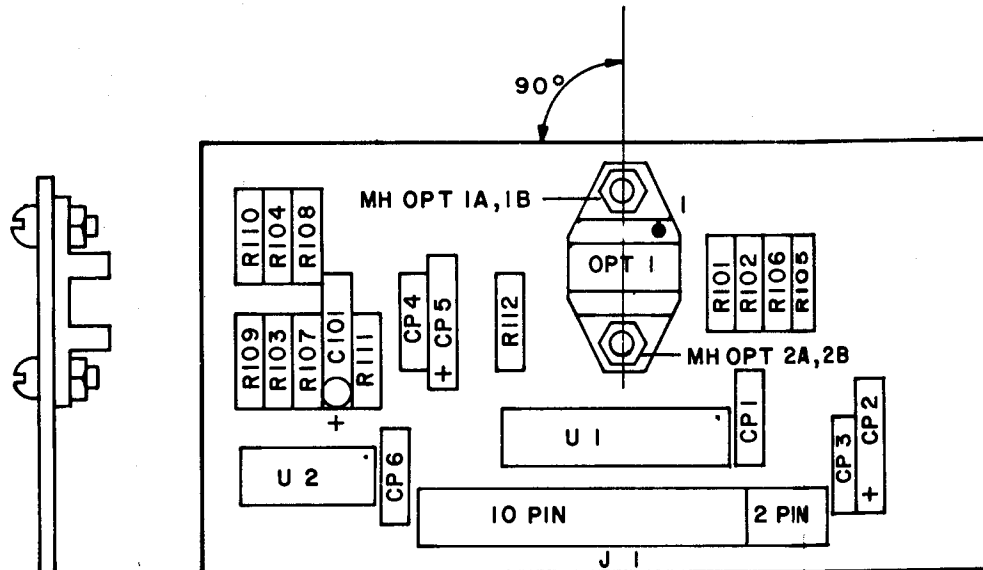 90°
MH OPT 1A, 1B
1
R110
R104
R108
OPT 1
R101
R102
R106
R105
CP4
CP5
+
R112
R109
R103
R107
C101
+
R111
MH OPT 2A, 2B
U 1
CP1
CP3
CP2
+
U 2
CP6
10 PIN
2 PIN
J 1